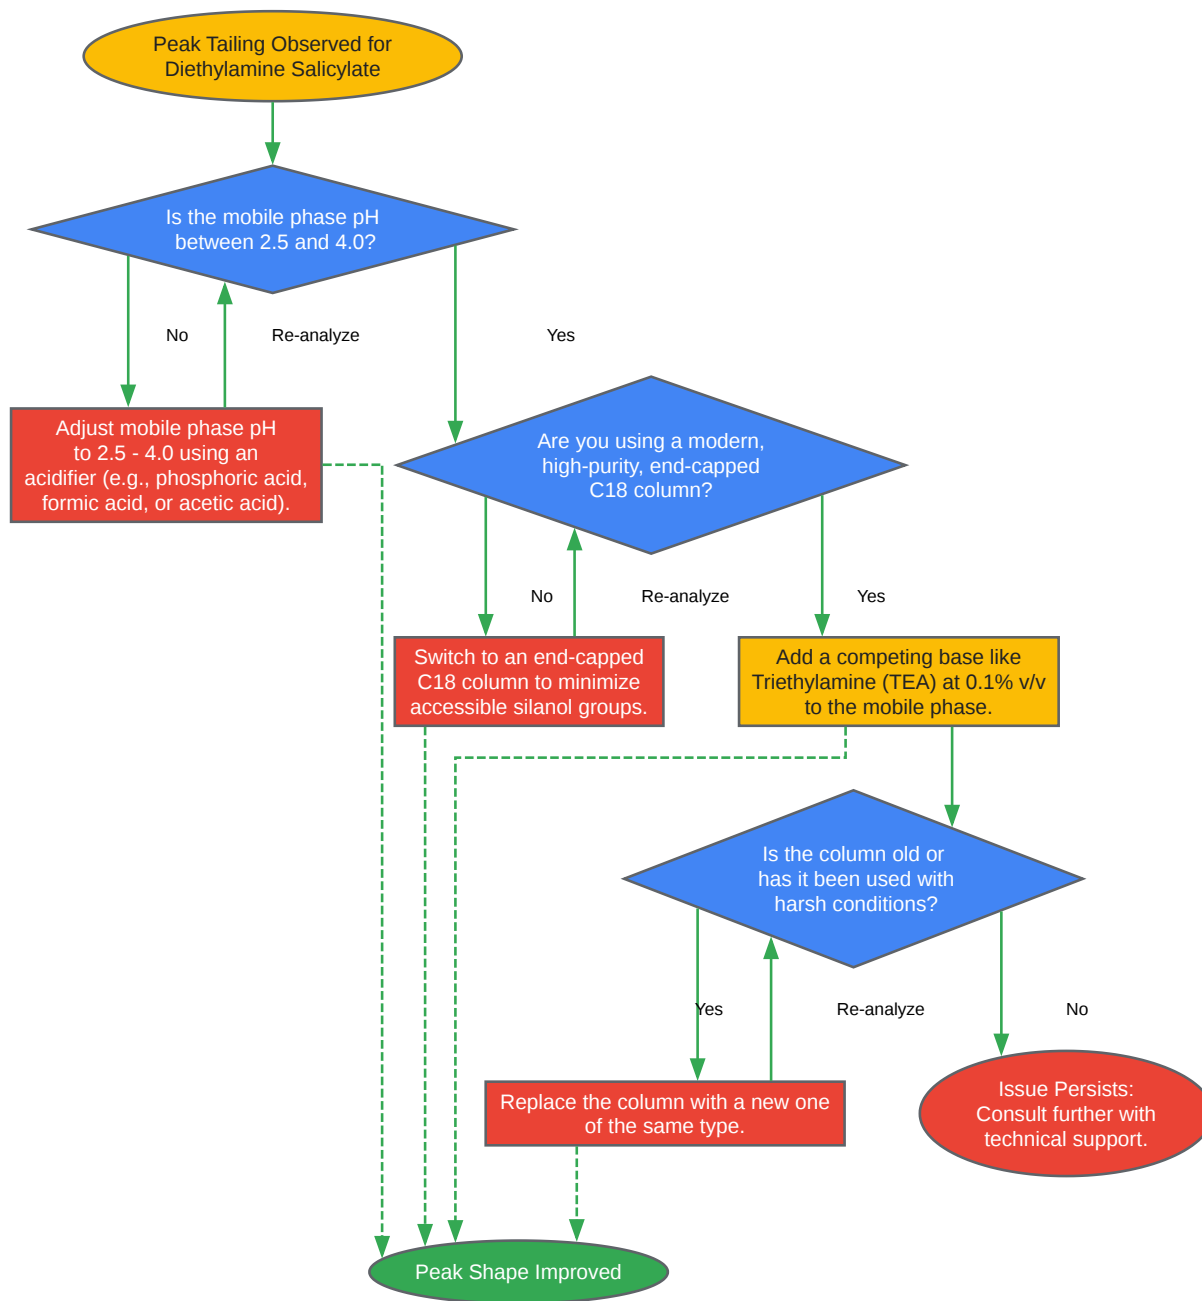 Peak Tailing Observed for
Diethylamine Salicylate
Is the mobile phase pH
between 2.5 and 4.0?
No
Re-analyze
Yes
Adjust mobile phase pH
to 2.5 - 4.0 using an
acidifier (e.g., phosphoric acid,
formic acid, or acetic acid).
Are you using a modern,
high-purity, end-capped
C18 column?
No
Re-analyze
Yes
Switch to an end-capped
C18 column to minimize
accessible silanol groups.
Add a competing base like
Triethylamine (TEA) at 0.1% v/v
to the mobile phase.
Is the column old or
has it been used with
harsh conditions?
Yes
Re-analyze
No
Replace the column with a new one
of the same type.
Issue Persists:
Consult further with
technical support.
Peak Shape Improved